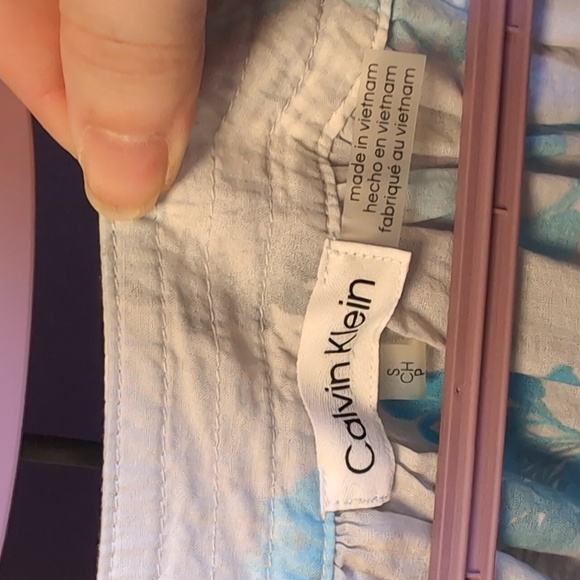 made in vietnam
hecho en vietnam
fabriqué au vietnam
Calvin Klein
S
CH
P